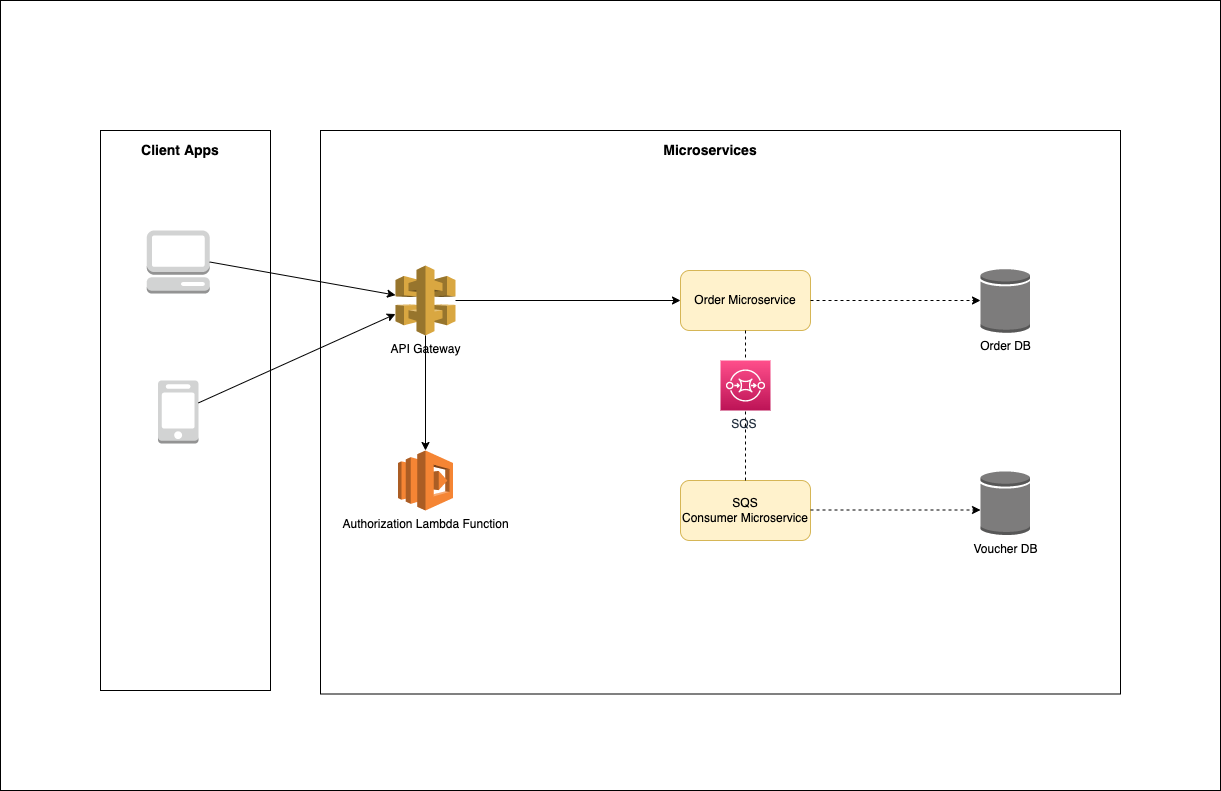 Client Apps
Microservices
API Gateway
Authorization Lambda Function
Order Microservice
SQS
SQS
Consumer Microservice
Order DB
Voucher DB